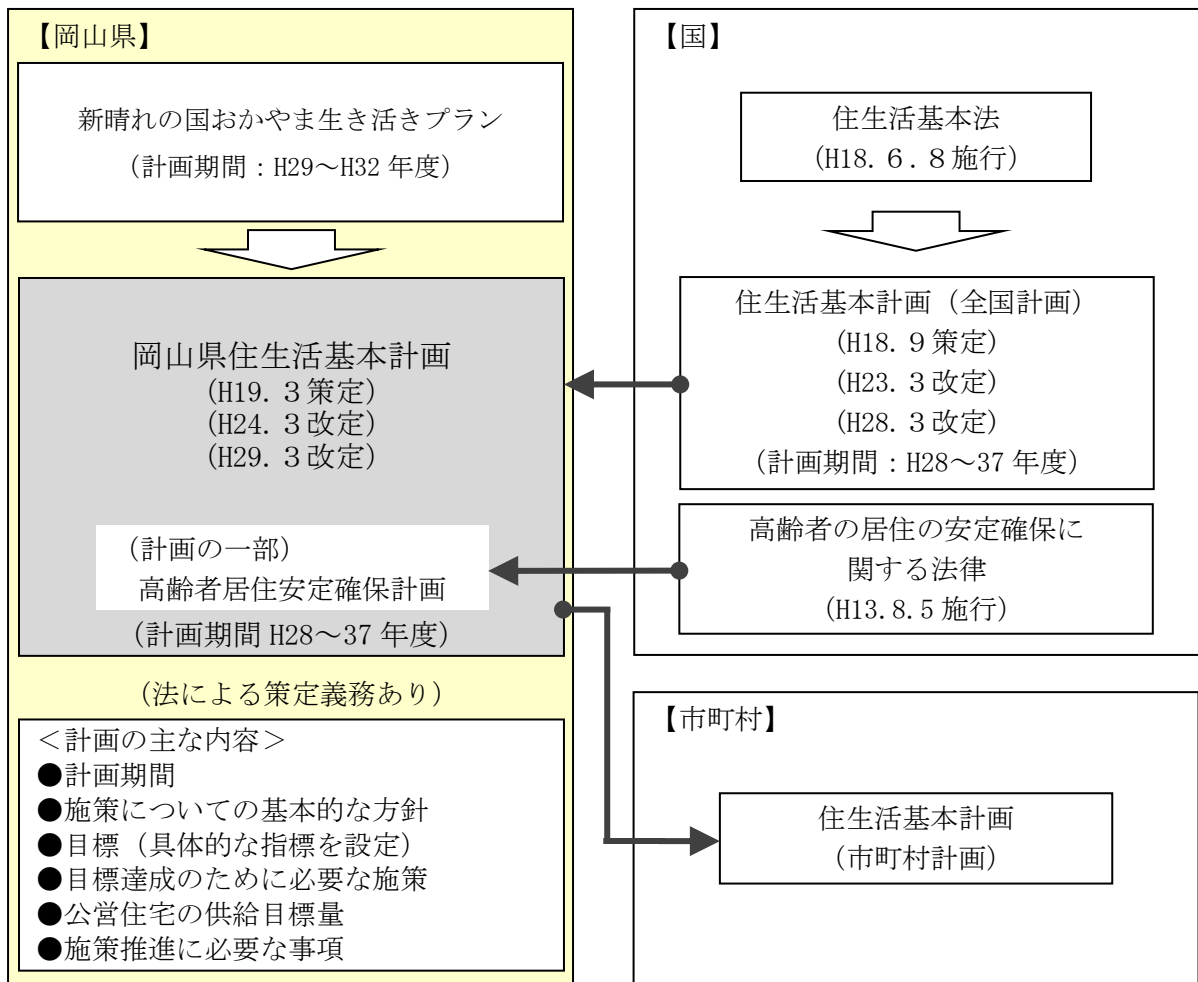 【岡山県】
新晴れの国おかやま生き活きプラン
(計画期間：H29～H32 年度)
岡山県住生活基本計画
(H19.３策定)
(H24.３改定)
(H29.３改定)
(計画の一部)
高齢者居住安定確保計画
(計画期間 H28～37 年度)
(法による策定義務あり)
＜計画の主な内容＞
●計画期間
●施策についての基本的な方針
●目標（具体的な指標を設定）
●目標達成のために必要な施策
●公営住宅の供給目標量
●施策推進に必要な事項
【国】
住生活基本法
(H18.６.８施行)
住生活基本計画（全国計画）
(H18.９策定)
(H23.３改定)
(H28.３改定)
(計画期間：H28～37 年度)
高齢者の居住の安定確保に
関する法律
(H13.8.5 施行)
【市町村】
住生活基本計画
(市町村計画)